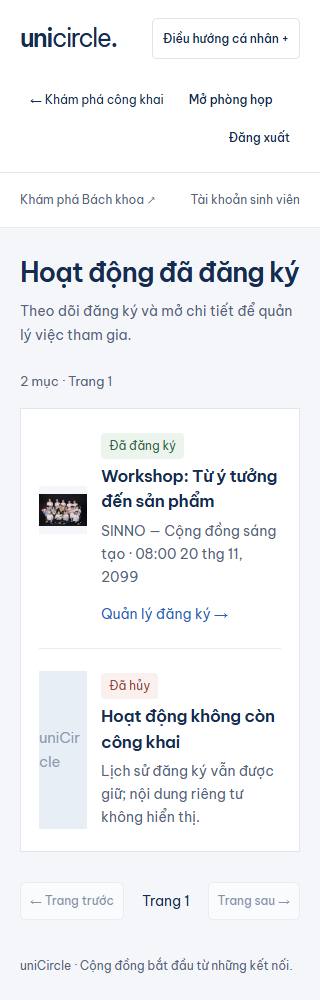 unicircle.
Điều hướng cá nhân +
← Khám phá công khai
Mở phòng họp
Đăng xuất
Khám phá Bách khoa ↗
Tài khoản sinh viên
Hoạt động đã đăng ký
Theo dõi đăng ký và mở chi tiết để quản
lý việc tham gia.
2 mục · Trang 1
Đã đăng ký
Workshop: Từ ý tưởng
đến sản phẩm
SINNO — Cộng đồng sáng
tạo · 08:00 20 thg 11,
2099
Quản lý đăng ký →
uniCir
cle
Đã hủy
Hoạt động không còn
công khai
Lịch sử đăng ký vẫn được
giữ; nội dung riêng tư
không hiển thị.
← Trang trước
Trang 1
Trang sau →
uniCircle · Cộng đồng bắt đầu từ những kết nối.